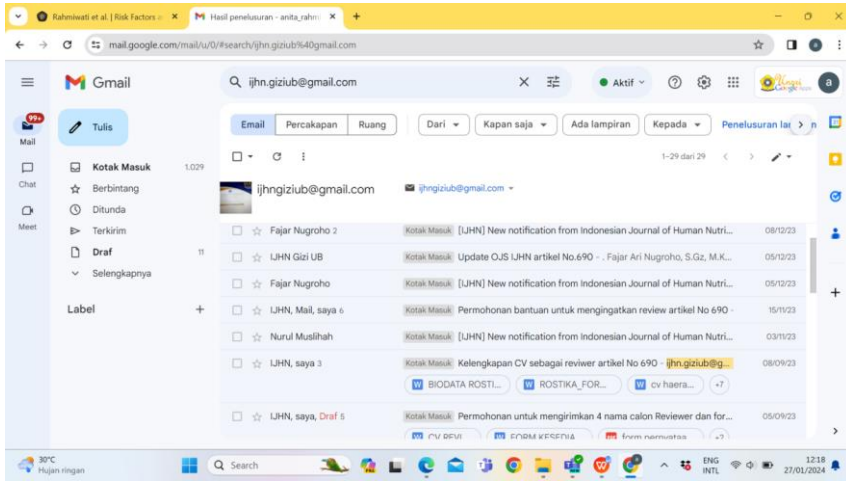 Rahmiwati et al. | Risk Factors a
Hasil penelusuran - anita_rahm
mail.google.com/mail/u/0/#search/ijhn.giziub%40gmail.com
Gmail
ijhn.giziub@gmail.com
Aktif
a
99+
Mail
Chat
Meet
Tulis
Kotak Masuk 1.029
Berbintang
Ditunda
Terkirim
Draf 11
Selengkapnya
Label
Email Percakapan Ruang Dari Kapan saja Ada lampiran Kepada Penelusuran lan
1–29 dari 29
ijhngiziub@gmail.com ijhngiziub@gmail.com
Fajar Nugroho 2 Kotak Masuk [IJHN] New notification from Indonesian Journal of Human Nutri... 08/12/23
IJHN Gizi UB Kotak Masuk Update OJS IJHN artikel No.690 - . Fajar Ari Nugroho, S.Gz, M.K... 05/12/23
Fajar Nugroho Kotak Masuk [IJHN] New notification from Indonesian Journal of Human Nutri... 05/12/23
IJHN, Mail, saya 6 Kotak Masuk Permohonan bantuan untuk mengingatkan review artikel No 690 - 15/11/23
Nurul Muslihah Kotak Masuk [IJHN] New notification from Indonesian Journal of Human Nutri... 03/11/23
IJHN, saya 3 Kotak Masuk Kelengkapan CV sebagai reviwer artikel No 690 - ijhn.giziub@g... 08/09/23
BIODATA ROSTI... ROSTIKA_FOR... cv haera... +7
IJHN, saya, Draf 5 Kotak Masuk Permohonan untuk mengirimkan 4 nama calon Reviewer dan for... 05/09/23
CV REVI... FORM KESEDIA... form pernyataa... +2
30°C
Hujan ringan
Search
ENG
INTL
12:18
27/01/2024